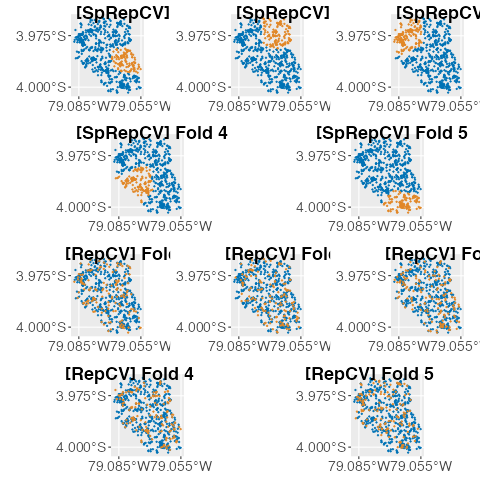 [SpRepCV] [SpRepCV] [SpRepCV
3.975°S 3.975°S 3.975°S
4.000°S 4.000°S 4.000°S
79.085°W79.055°W 79.085°W79.055°W 79.085°W79.055°W
[SpRepCV] Fold 4 [SpRepCV] Fold 5
3.975°S 3.975°S
4.000°S 4.000°S
79.085°W79.055°W 79.085°W79.055°W
[RepCV] Fol [RepCV] Fol [RepCV] Fo
3.975°S 3.975°S 3.975°S
4.000°S 4.000°S 4.000°S
79.085°W79.055°W 79.085°W79.055°W 79.085°W79.055°W
[RepCV] Fold 4 [RepCV] Fold 5
3.975°S 3.975°S
4.000°S 4.000°S
79.085°W79.055°W 79.085°W79.055°W